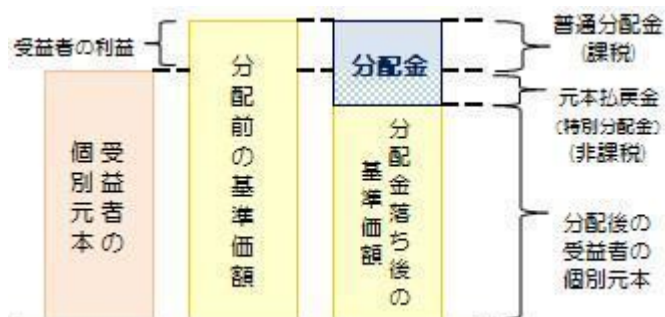 受益者の利益
受益者の
個別元本
分配前の基準価額
分配金
分配金落ち後の
基準価額
普通分配金
(課税)
元本払戻金
(特別分配金)
(非課税)
分配後の
受益者の
個別元本